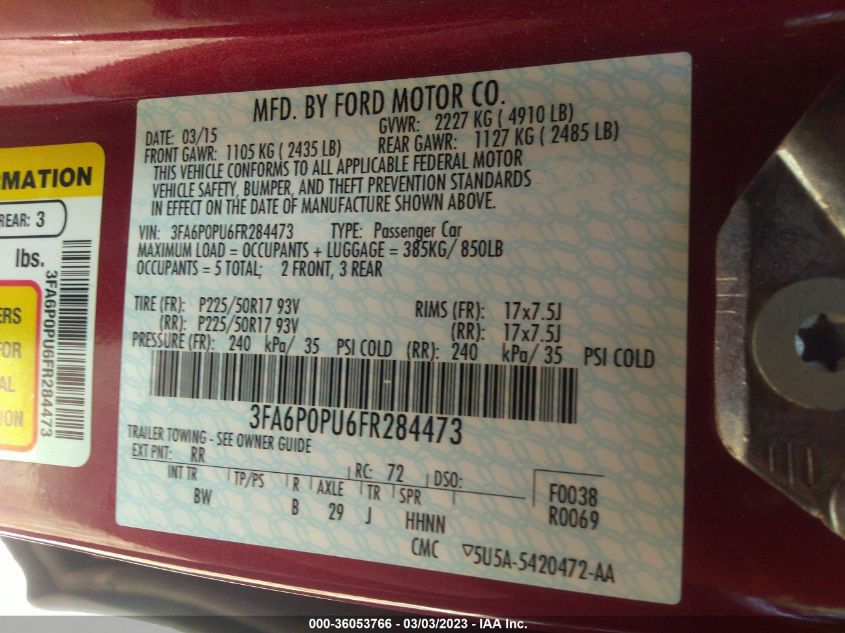 MFD. BY FORD MOTOR CO.
DATE: 03/15 GVWR: 2227 KG ( 4910 LB)
FRONT GAWR: 1105 KG ( 2435 LB) REAR GAWR: 1127 KG ( 2485 LB)
THIS VEHICLE CONFORMS TO ALL APPLICABLE FEDERAL MOTOR
VEHICLE SAFETY, BUMPER, AND THEFT PREVENTION STANDARDS
IN EFFECT ON THE DATE OF MANUFACTURE SHOWN ABOVE.
VIN: 3FA6P0PU6FR284473 TYPE: Passenger Car
MAXIMUM LOAD = OCCUPANTS + LUGGAGE = 385KG/ 850LB
OCCUPANTS = 5 TOTAL; 2 FRONT, 3 REAR
TIRE (FR): P225/50R17 93V RIMS (FR): 17x7.5J
(RR): P225/50R17 93V (RR): 17x7.5J
PRESSURE (FR): 240 kPa/ 35 PSI COLD (RR): 240 kPa/ 35 PSI COLD
3FA6P0PU6FR284473
TRAILER TOWING - SEE OWNER GUIDE
EXT PNT: RR RC: 72 DSO:
INT TR TP/PS R AXLE TR SPR
BW B 29 J HHNN
F0038
R0069
CMC ▽5U5A-5420472-AA
RMATION
REAR: 3
lbs.
3FA6P0PU6FR284473
ERS
FOR
AL
ION
000-36053766 - 03/03/2023 - IAA Inc.